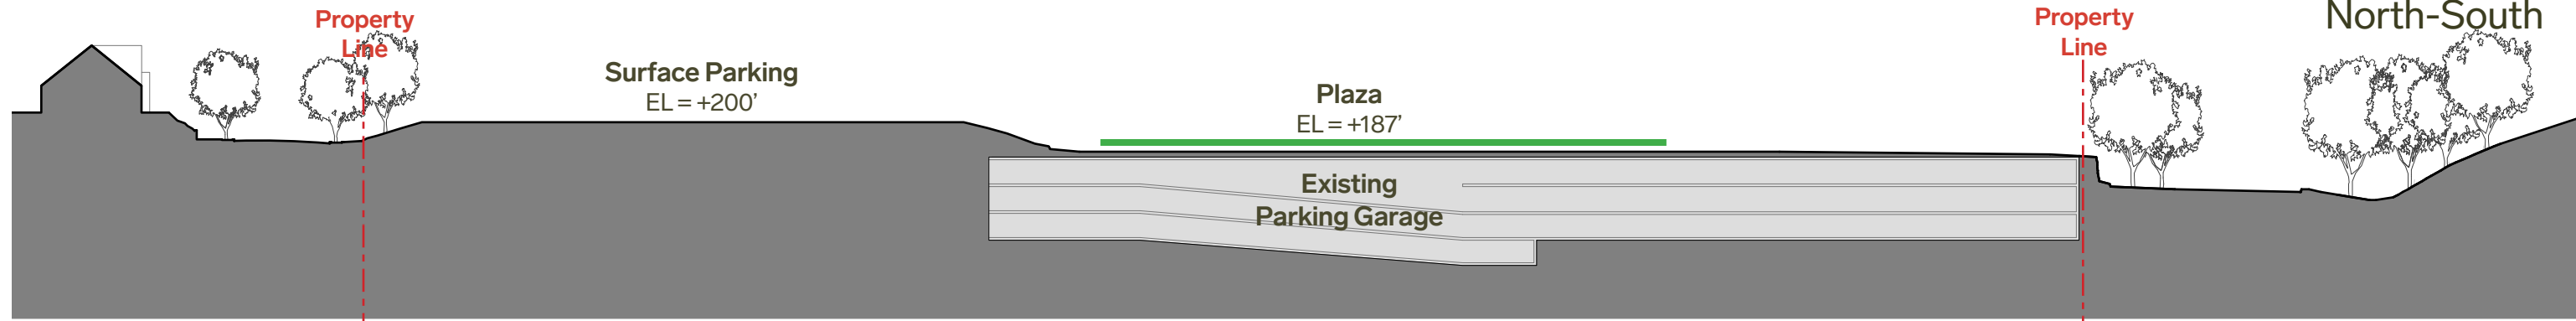 Property
Line
Surface Parking
EL = +200’
Plaza
EL = +187’
Existing
Parking Garage
Property
Line
North-South